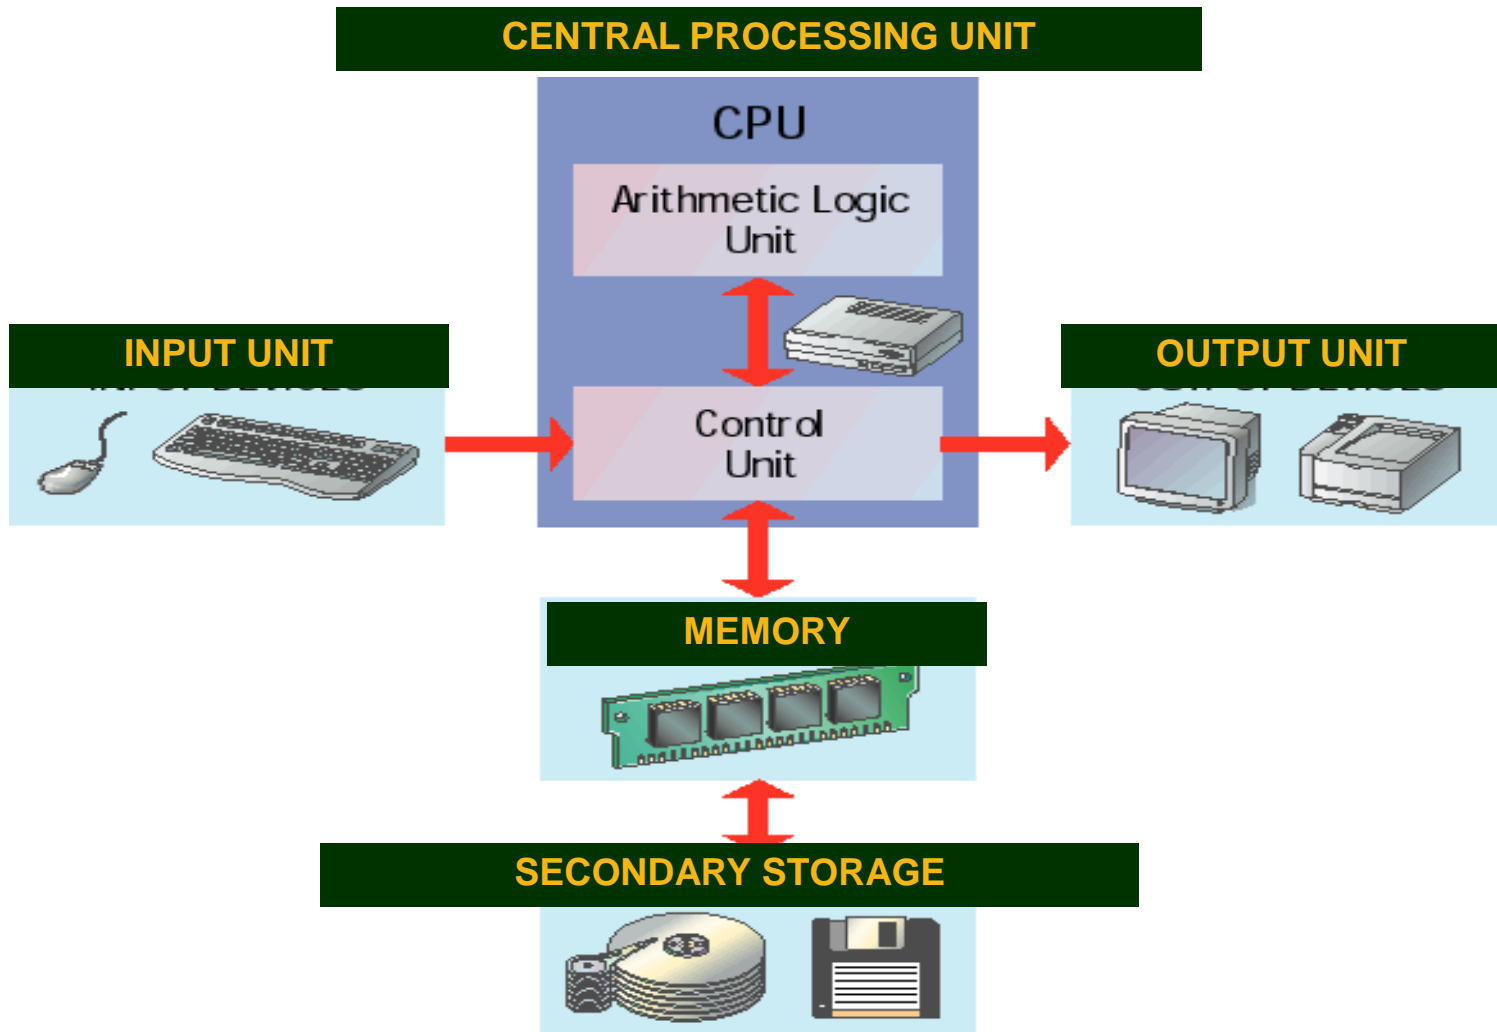 CENTRAL PROCESSING UNIT
CPU
Arithmetic Logic
Unit
INPUT UNIT
OUTPUT UNIT
Control
Unit
MEMORY
SECONDARY STORAGE